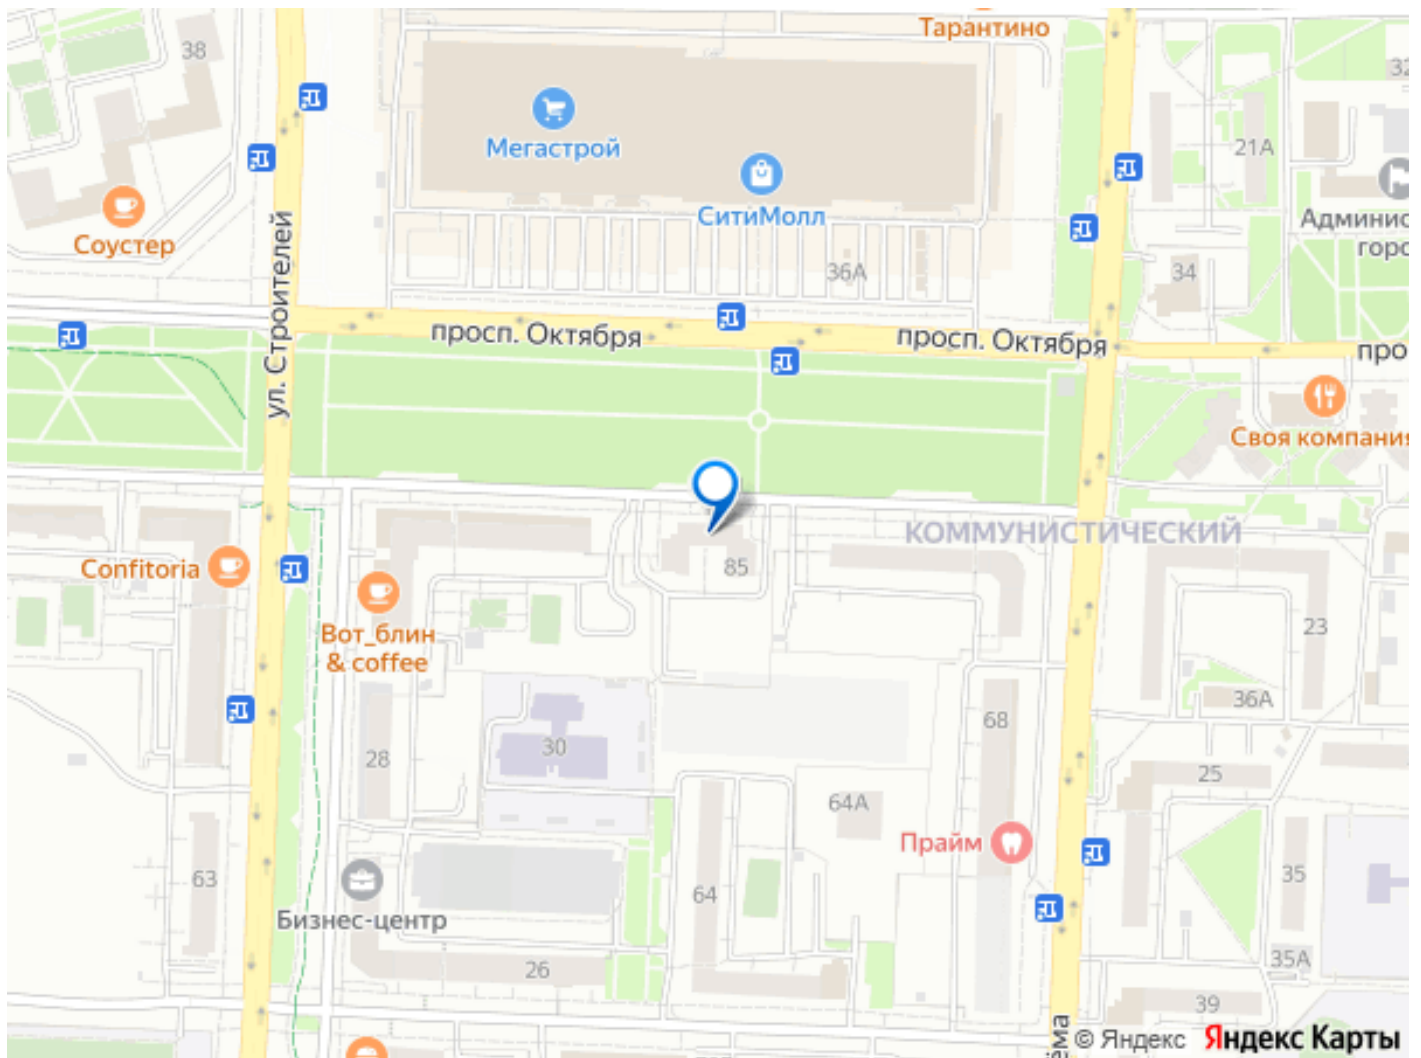 Тарантино
38
32
Мегастрой
21А
СитиМолл
Соустер
Админис
горо
36А
34
ул. Строителей
просп. Октября
просп. Октября
про
Своя компания
КОММУНИСТИЧЕСКИЙ
Confitoria
85
Вот_блин
& coffee
23
36А
68
28
30
25
64А
Прайм
63
64
35
Бизнес-центр
26
35А
39
ёма
© Яндекс Яндекс Карты